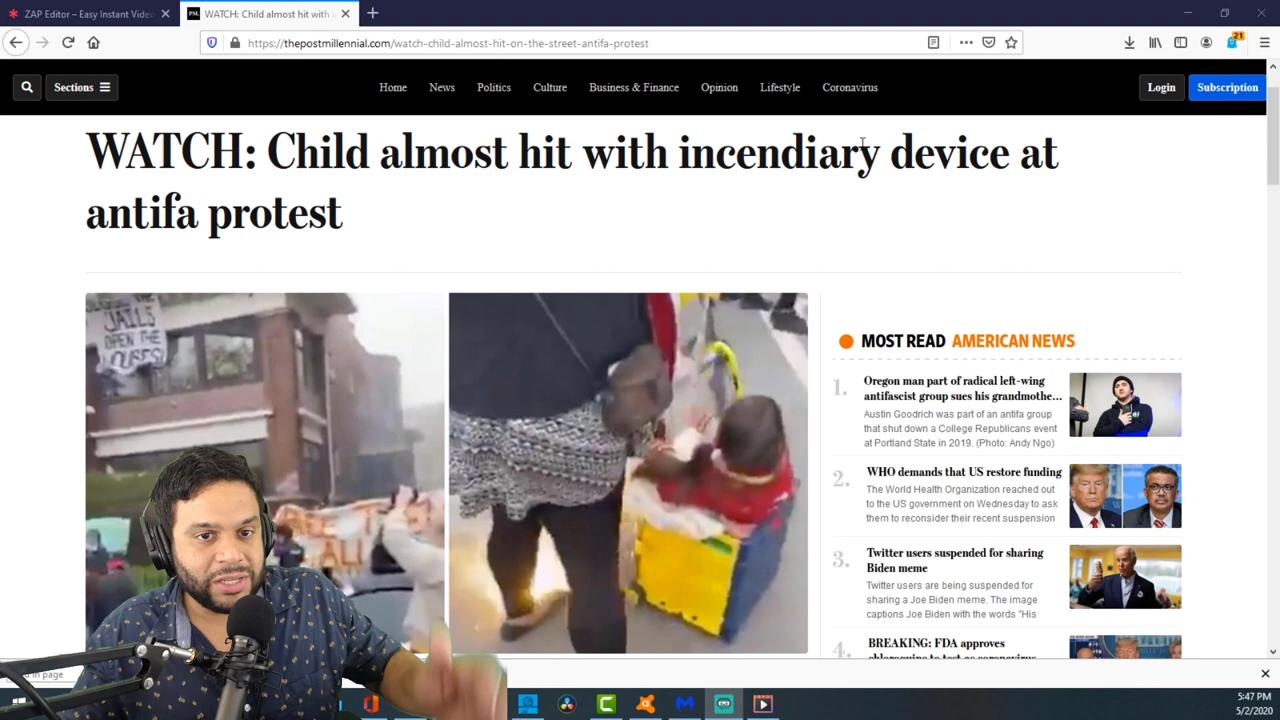 ZAP Editor – Easy Instant Video
WATCH: Child almost hit with i
https://thepostmillennial.com/watch-child-almost-hit-on-the-street-antifa-protest
21
Sections
Home
News
Politics
Culture
Business & Finance
Opinion
Lifestyle
Coronavirus
Login
Subscription
WATCH: Child almost hit with incendiary device at
antifa protest
JAILS
OPEN THE
MOST READ AMERICAN NEWS
1.
Oregon man part of radical left-wing
antifascist group sues his grandmothe...
Austin Goodrich was part of an antifa group
that shut down a College Republicans event
at Portland State in 2019. (Photo: Andy Ngo)
2.
WHO demands that US restore funding
The World Health Organization reached out
to the US government on Wednesday to ask
them to reconsider their recent suspension
3.
Twitter users suspended for sharing
Biden meme
Twitter users are being suspended for
sharing a Joe Biden meme. The image
captions Joe Biden with the words "His
4.
BREAKING: FDA approves
in page
5:47 PM
5/2/2020